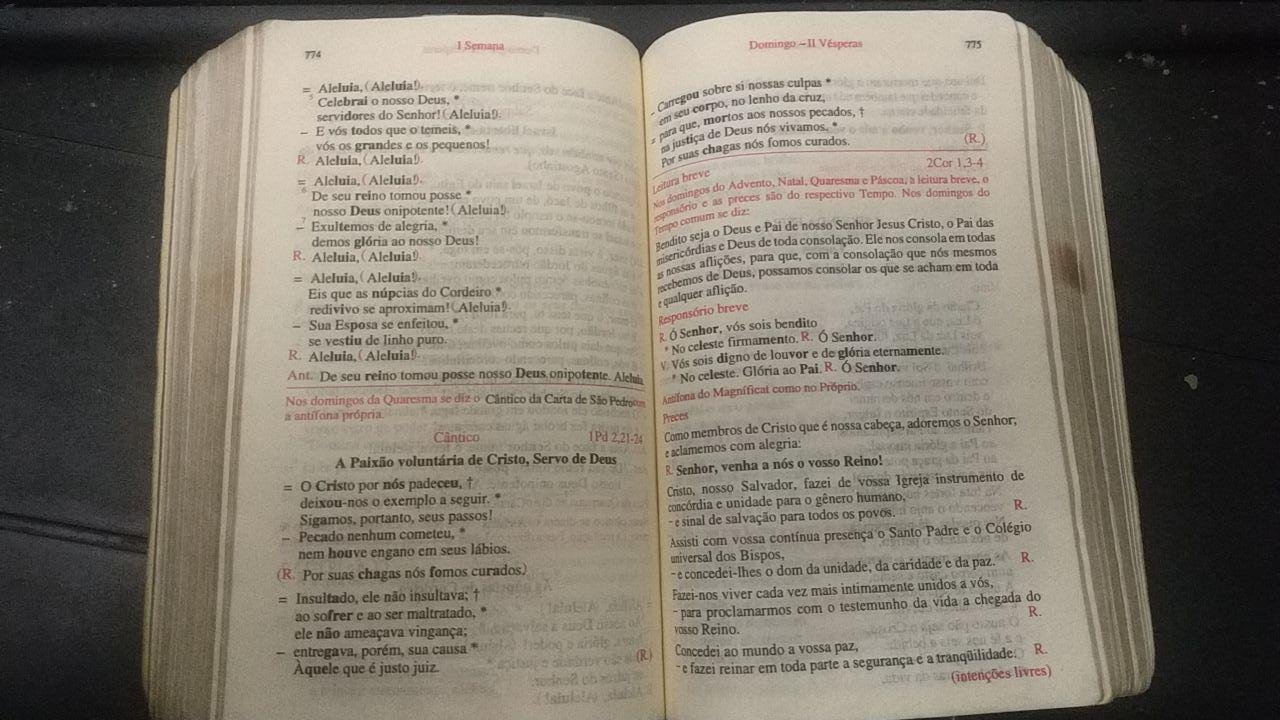 774
I Semana
= Aleluia, (Aleluia!).
5 Celebrai o nosso Deus, *
servidores do Senhor! (Aleluia!).
– E vós todos que o temeis, *
vós os grandes e os pequenos!
R. Aleluia, (Aleluia!).
= Aleluia, (Aleluia!).
6 De seu reino tomou posse *
nosso Deus onipotente! (Aleluia!).
7
– Exultemos de alegria, *
demos glória ao nosso Deus!
R. Aleluia, (Aleluia!).
= Aleluia, (Aleluia!).
Eis que as núpcias do Cordeiro *
redivivo se aproximam! (Aleluia!).
– Sua Esposa se enfeitou, *
se vestiu de linho puro.
R. Aleluia, (Aleluia!).
Ant. De seu reino tomou posse nosso Deus onipotente. Aleluia.
Nos domingos da Quaresma se diz o Cântico da Carta de São Pedro com
a antífona própria.
Cântico 1Pd 2,21-24
A Paixão voluntária de Cristo, Servo de Deus
= O Cristo por nós padeceu, †
deixou-nos o exemplo a seguir. *
Sigamos, portanto, seus passos!
– Pecado nenhum cometeu, *
nem houve engano em seus lábios.
(R. Por suas chagas nós fomos curados.)
= Insultado, ele não insultava; †
ao sofrer e ao ser maltratado, *
ele não ameaçava vingança;
– entregava, porém, sua causa *
Àquele que é justo juiz. (R.)
Domingo – II Vésperas
775
– Carregou sobre si nossas culpas *
em seu corpo, no lenho da cruz,
= para que, mortos aos nossos pecados, †
na justiça de Deus nós vivamos. *
Por suas chagas nós fomos curados. (R.)
Leitura breve 2Cor 1,3-4
Nos domingos do Advento, Natal, Quaresma e Páscoa, a leitura breve, o
responsório e as preces são do respectivo Tempo. Nos domingos do
Tempo comum se diz:
Bendito seja o Deus e Pai de nosso Senhor Jesus Cristo, o Pai das
misericórdias e Deus de toda consolação. Ele nos consola em todas
as nossas aflições, para que, com a consolação que nós mesmos
recebemos de Deus, possamos consolar os que se acham em toda
e qualquer aflição.
Responsório breve
R. Ó Senhor, vós sois bendito
* No celeste firmamento. R. Ó Senhor.
V. Vós sois digno de louvor e de glória eternamente.
* No celeste. Glória ao Pai. R. Ó Senhor.
Antífona do Magníficat como no Próprio.
Preces
Como membros de Cristo que é nossa cabeça, adoremos o Senhor;
e aclamemos com alegria:
R. Senhor, venha a nós o vosso Reino!
Cristo, nosso Salvador, fazei de vossa Igreja instrumento de
concórdia e unidade para o gênero humano,
– e sinal de salvação para todos os povos. R.
Assisti com vossa contínua presença o Santo Padre e o Colégio
universal dos Bispos,
– e concedei-lhes o dom da unidade, da caridade e da paz. R.
Fazei-nos viver cada vez mais intimamente unidos a vós,
– para proclamarmos com o testemunho da vida a chegada do
vosso Reino. R.
Concedei ao mundo a vossa paz,
– e fazei reinar em toda parte a segurança e a tranqüilidade. R.
(intenções livres)